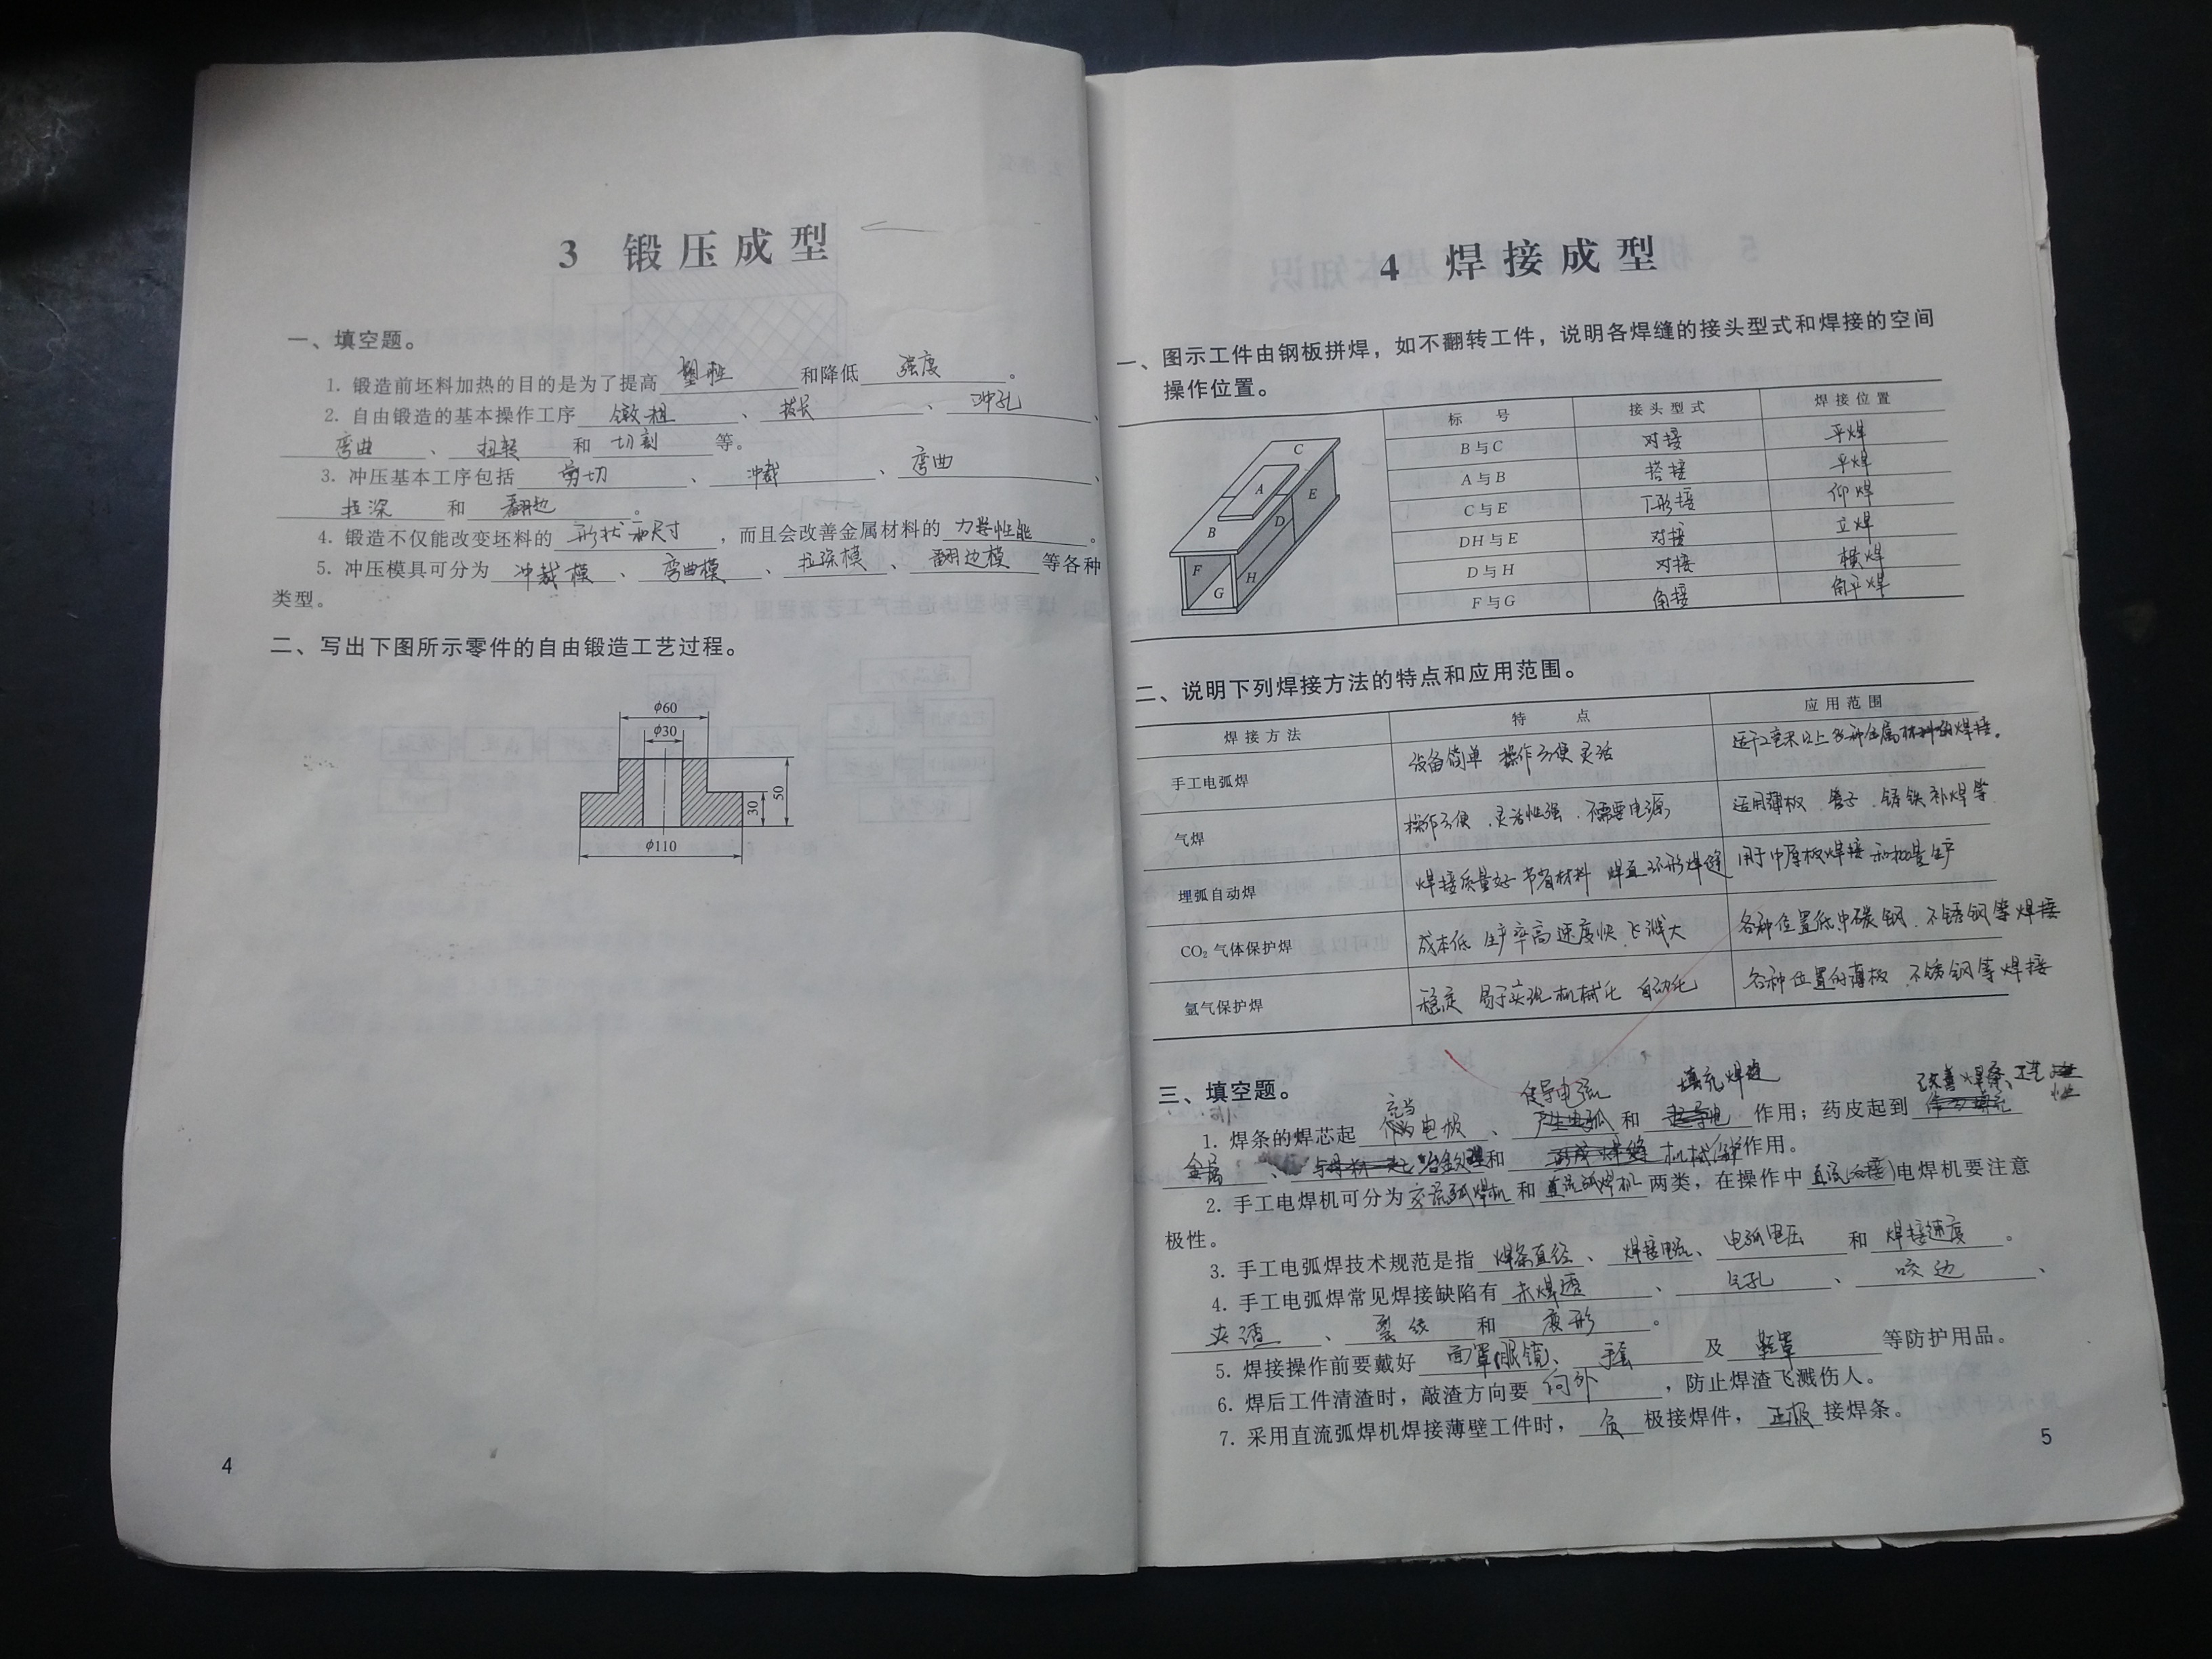 3 锻压成型
一、填空题。
1. 锻造前坯料加热的目的是为了提高 塑性 和降低 强度 。
2. 自由锻造的基本操作工序 镦粗 、 拔长 、 冲孔 、
弯曲 、 扭转 和 切割 等。
3. 冲压基本工序包括 剪切 、 冲裁 、 弯曲 、
拉深 和 翻边 。
4. 锻造不仅能改变坯料的 形状和尺寸 ，而且会改善金属材料的 力学性能 。
5. 冲压模具可分为 冲裁模 、 弯曲模 、 拉深模 、 翻边模 等各种
类型。
二、写出下图所示零件的自由锻造工艺过程。
φ60
φ30
30
50
φ110
4
4 焊接成型
一、图示工件由钢板拼焊，如不翻转工件，说明各焊缝的接头型式和焊接的空间
操作位置。
标 号 接头型式 焊接位置
B与C 对接 平焊
A与B 搭接 平焊
C与E 丁形接 仰焊
DH与E 对接 立焊
D与H 对接 横焊
F与G 角接 角平焊
C
A
E
B
D
F
H
G
二、说明下列焊接方法的特点和应用范围。
焊接方法 特 点 应用范围
手工电弧焊 设备简单 操作方便 灵活 适于2毫米以上各种金属材料的焊接。
气焊 操作方便、灵活性强、不需要电源 适用薄板、管子、铸铁补焊等
埋弧自动焊 焊接质量好 节省材料 焊直环形焊缝 用于中厚板焊接和批量生产
CO₂气体保护焊 成本低 生产率高 速度快 飞溅大 各种位置低中碳钢、不锈钢等焊接
氩气保护焊 稳定 易于实现机械化 自动化 各种位置的薄板、不锈钢等焊接
三、填空题。
充当 传导电流 填充焊缝 改善焊条工艺性
1. 焊条的焊芯起 电极 、 产生电弧 和 作用；药皮起到
金属 、 冶金处理 和 形成焊缝 机械保护 作用。
2. 手工电焊机可分为 交流弧焊机 和 直流弧焊机 两类，在操作中 直流 电焊机要注意
极性。
3. 手工电弧焊技术规范是指 焊条直径 、 焊接电流 、 电弧电压 和 焊接速度 。
4. 手工电弧焊常见焊接缺陷有 未焊透 、 气孔 、 咬边 、
夹渣 、 裂纹 和 变形 。
5. 焊接操作前要戴好 面罩(眼镜) 、 手套 及 鞋罩 等防护用品。
6. 焊后工件清渣时，敲渣方向要 向外 ，防止焊渣飞溅伤人。
7. 采用直流弧焊机焊接薄壁工件时， 负 极接焊件， 正极 接焊条。
5